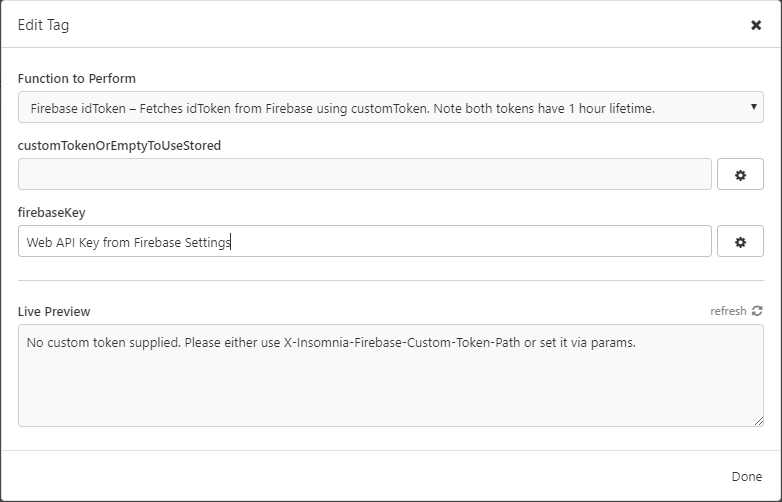 Edit Tag
Function to Perform
Firebase idToken – Fetches idToken from Firebase using customToken. Note both tokens have 1 hour lifetime.
customTokenOrEmptyToUseStored
firebaseKey
Web API Key from Firebase Settings
Live Preview
refresh
No custom token supplied. Please either use X-Insomnia-Firebase-Custom-Token-Path or set it via params.
Done